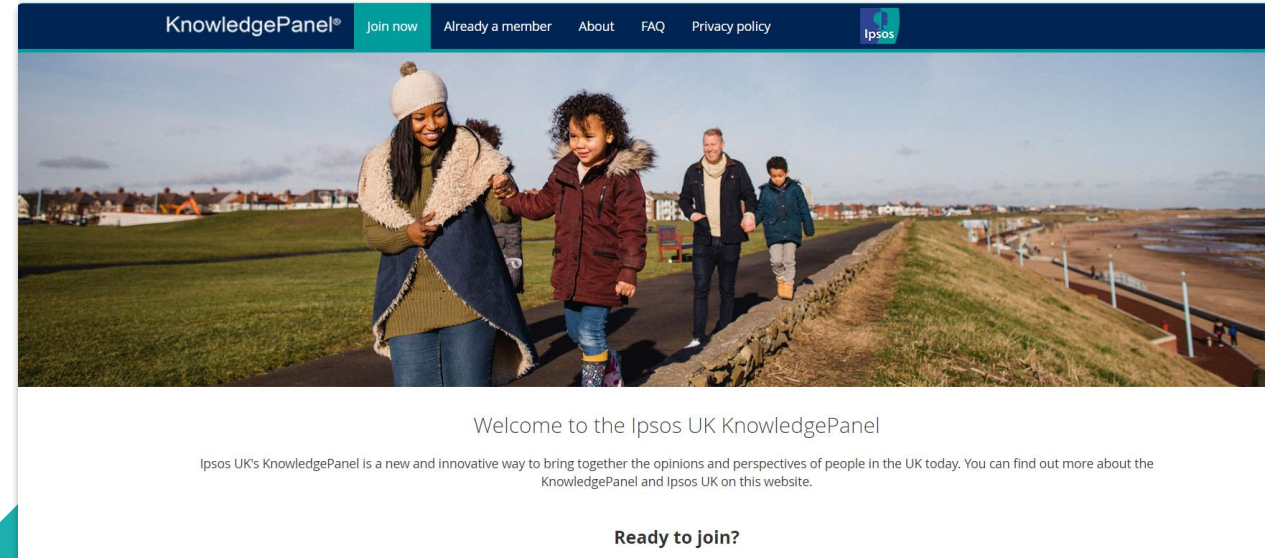 KnowledgePanel® Join now Already a member About FAQ Privacy policy Ipsos
Welcome to the Ipsos UK KnowledgePanel
Ipsos UK's KnowledgePanel is a new and innovative way to bring together the opinions and perspectives of people in the UK today. You can find out more about the
KnowledgePanel and Ipsos UK on this website.
Ready to join?